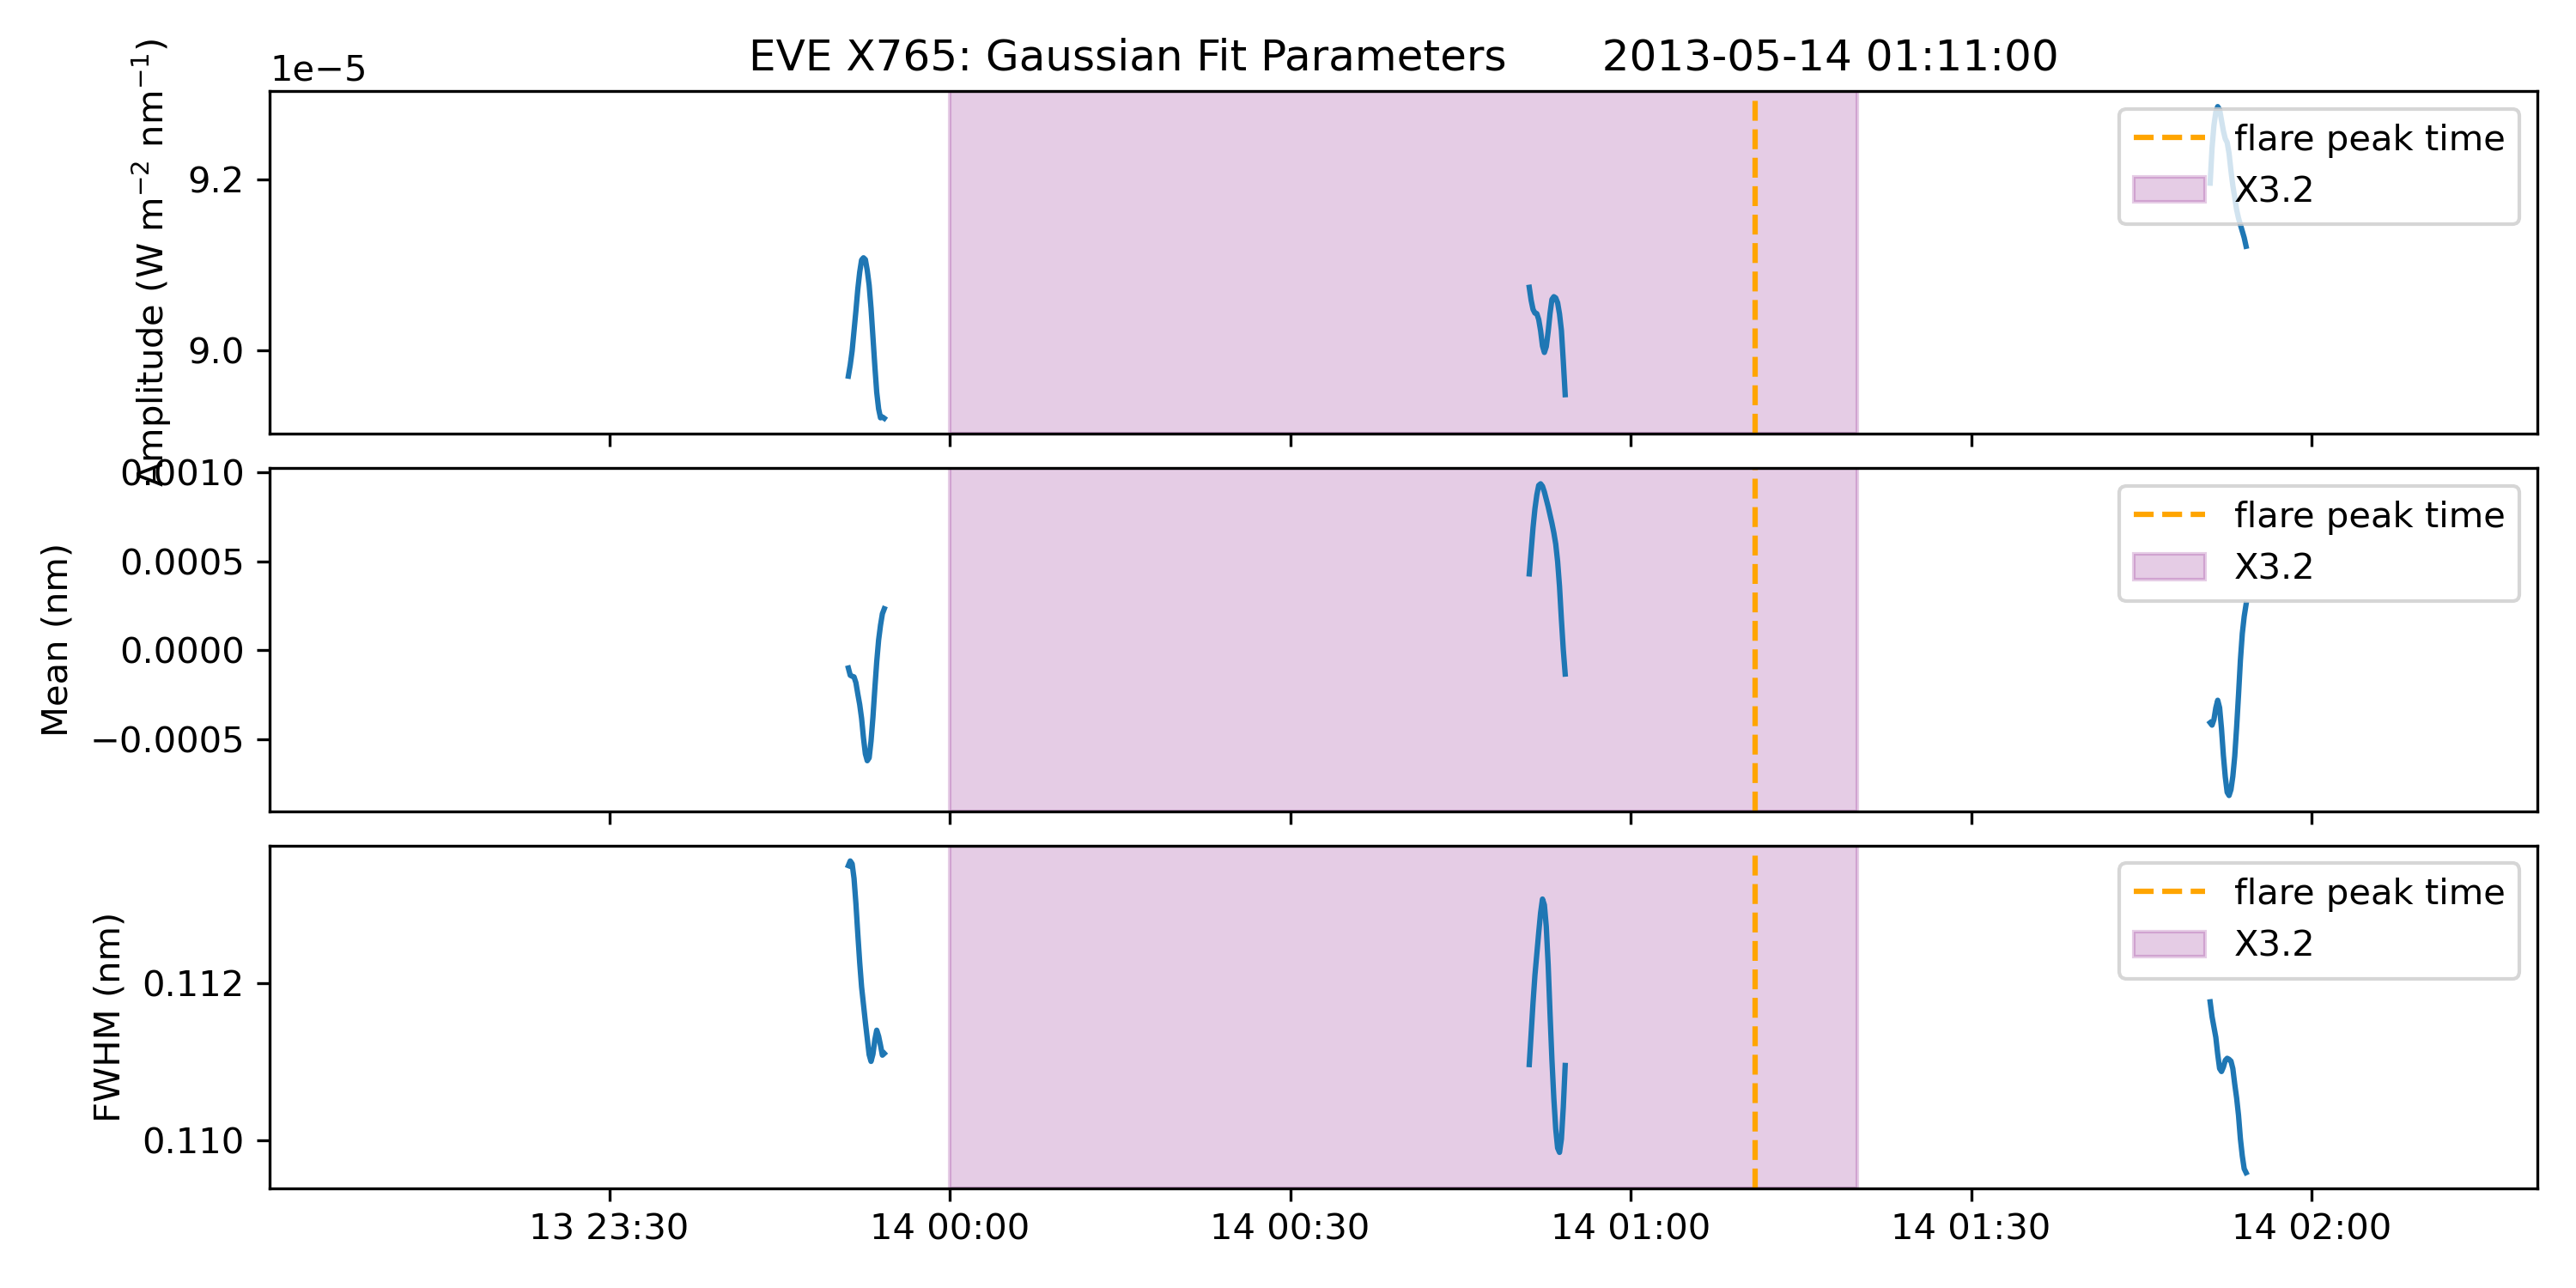 EVE X765: Gaussian Fit Parameters 2013-05-14 01:11:00
1e−5
Amplitude (W m⁻² nm⁻¹)
9.2
9.0
flare peak time
X3.2
Mean (nm)
0.0010
0.0005
0.0000
−0.0005
flare peak time
X3.2
FWHM (nm)
0.112
0.110
flare peak time
X3.2
13 23:30 14 00:00 14 00:30 14 01:00 14 01:30 14 02:00